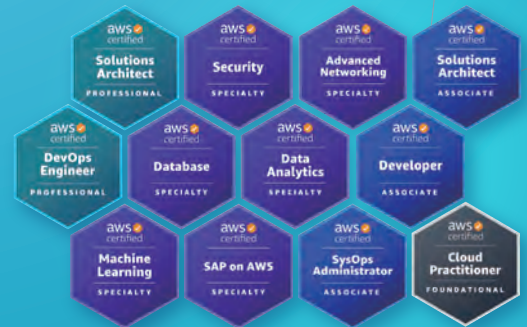 aws
certified
Solutions
Architect
PROFESSIONAL
aws
certified
Security
SPECIALTY
aws
certified
Advanced
Networking
SPECIALTY
aws
certified
Solutions
Architect
ASSOCIATE
aws
certified
DevOps
Engineer
PROFESSIONAL
aws
certified
Database
SPECIALTY
aws
certified
Data
Analytics
SPECIALTY
aws
certified
Developer
ASSOCIATE
aws
certified
Machine
Learning
SPECIALTY
aws
certified
SAP on AWS
SPECIALTY
aws
certified
SysOps
Administrator
ASSOCIATE
aws
certified
Cloud
Practitioner
FOUNDATIONAL